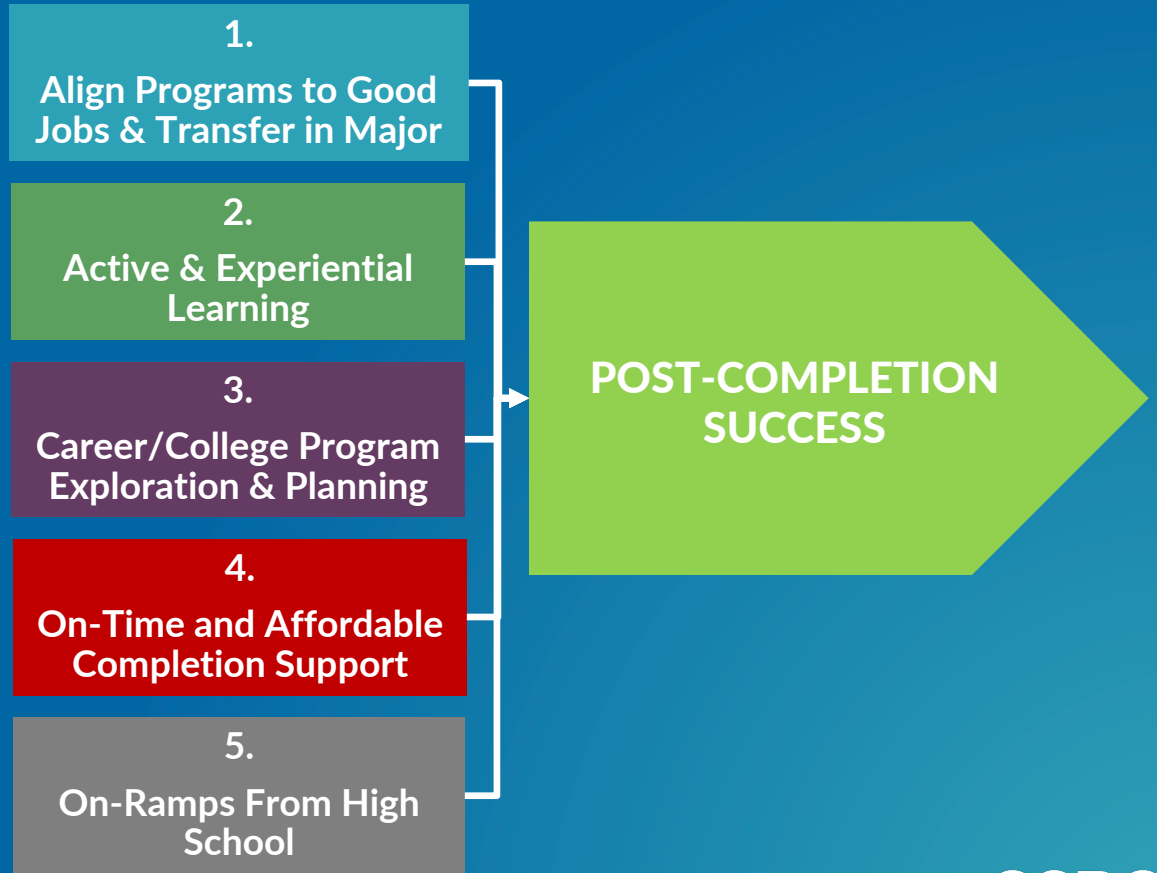 1.
Align Programs to Good
Jobs & Transfer in Major
2.
Active & Experiential
Learning
3.
Career/College Program
Exploration & Planning
4.
On-Time and Affordable
Completion Support
5.
On-Ramps From High
School
POST-COMPLETION
SUCCESS